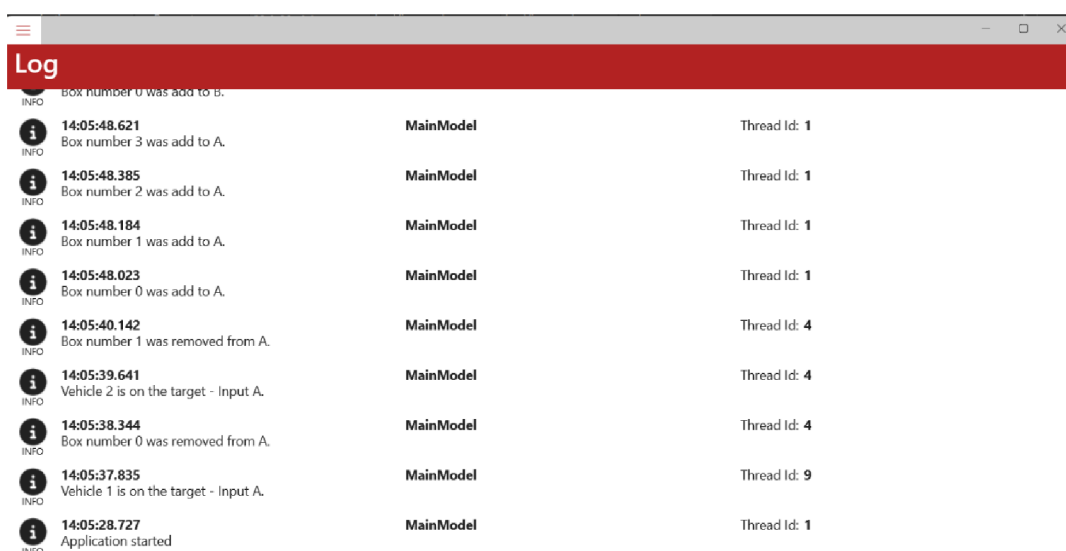 Log
INFO Box number 0 was add to B.
14:05:48.621 MainModel Thread Id: 1
INFO Box number 3 was add to A.
14:05:48.385 MainModel Thread Id: 1
INFO Box number 2 was add to A.
14:05:48.184 MainModel Thread Id: 1
INFO Box number 1 was add to A.
14:05:48.023 MainModel Thread Id: 1
INFO Box number 0 was add to A.
14:05:40.142 MainModel Thread Id: 4
INFO Box number 1 was removed from A.
14:05:39.641 MainModel Thread Id: 4
INFO Vehicle 2 is on the target - Input A.
14:05:38.344 MainModel Thread Id: 4
INFO Box number 0 was removed from A.
14:05:37.835 MainModel Thread Id: 9
INFO Vehicle 1 is on the target - Input A.
14:05:28.727 MainModel Thread Id: 1
INFO Application started